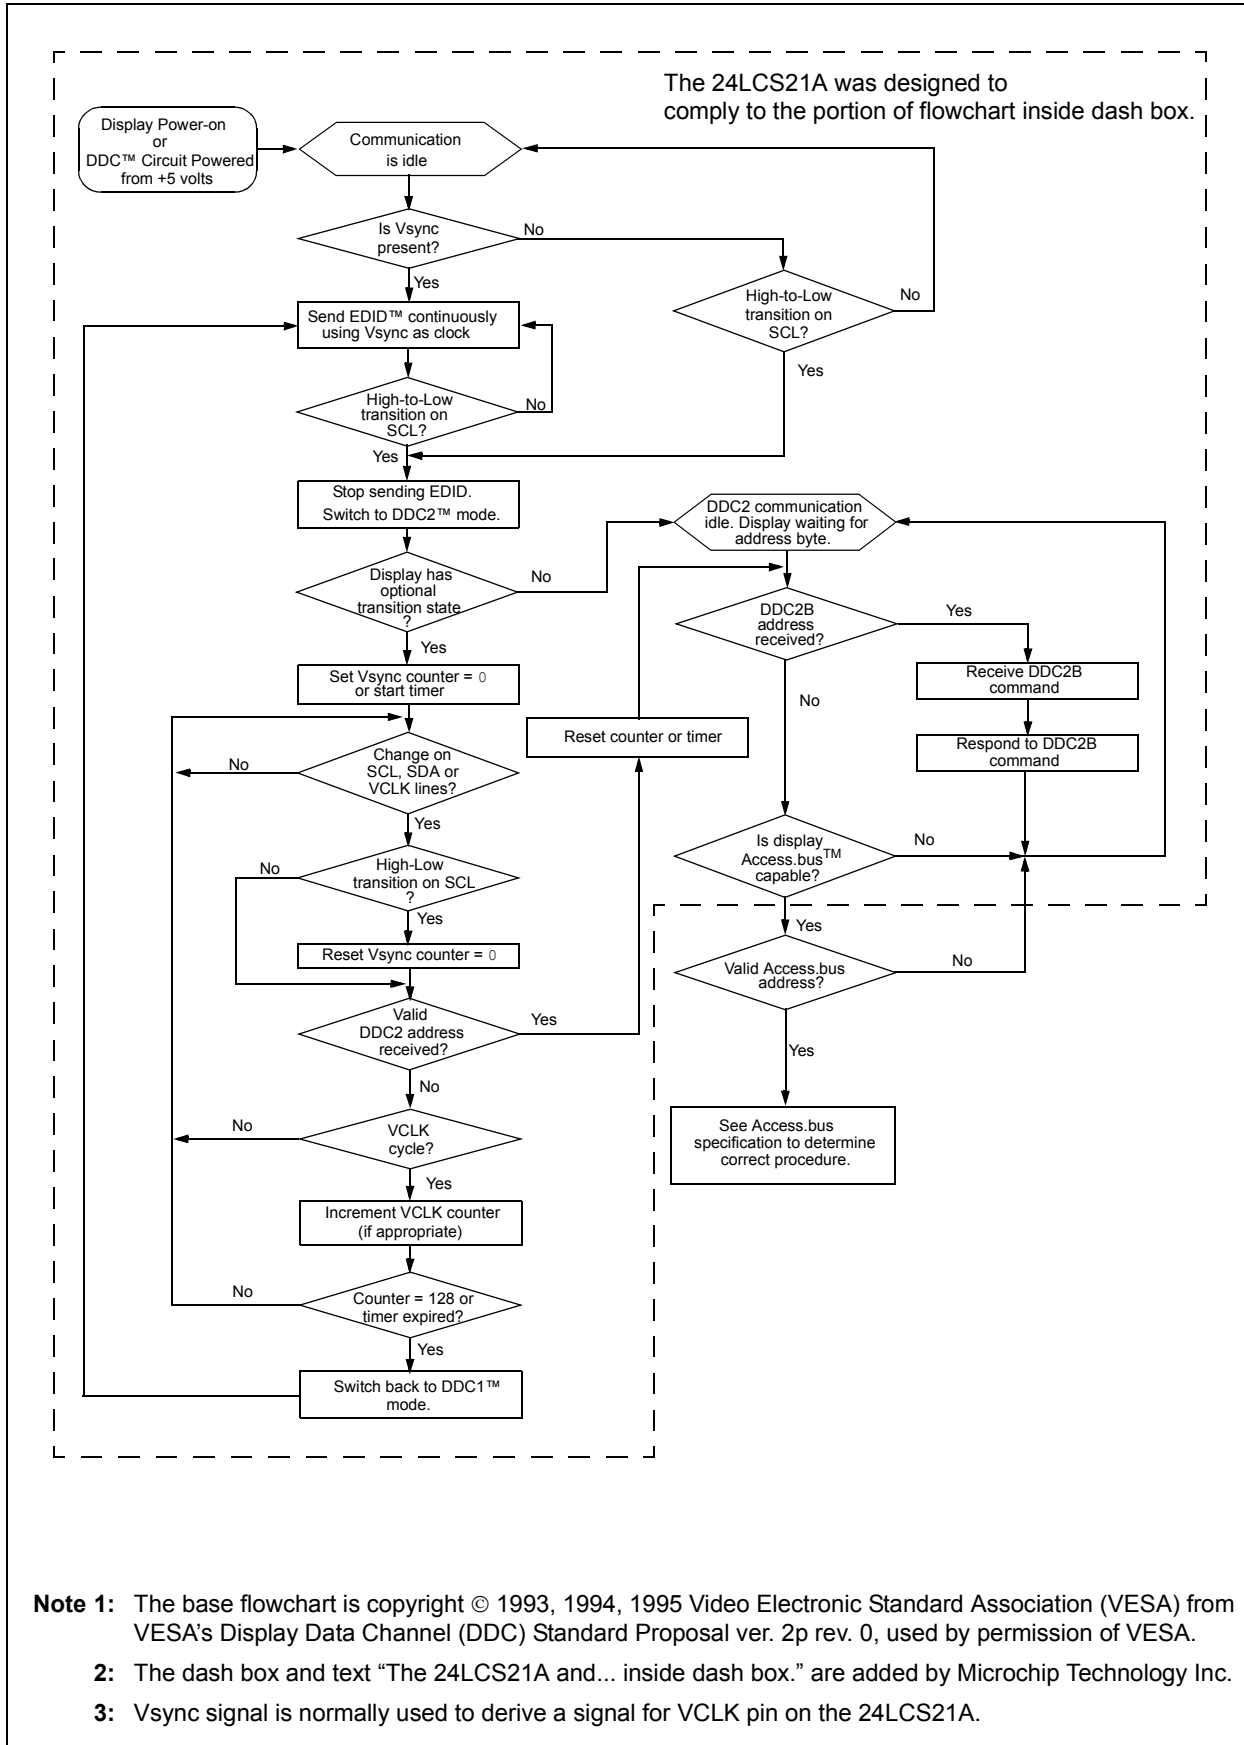 The 24LCS21A was designed to
comply to the portion of flowchart inside dash box.
Display Power-on
or
DDC™ Circuit Powered
from +5 volts
Communication
is idle
Is Vsync
present?
No
Yes
High-to-Low
transition on
SCL?
No
Yes
Send EDID™ continuously
using Vsync as clock
High-to-Low
transition on
SCL?
No
Yes
Stop sending EDID.
Switch to DDC2™ mode.
DDC2 communication
idle. Display waiting for
address byte.
Display has
optional
transition state
?
No
Yes
DDC2B
address
received?
Yes
No
Receive DDC2B
command
Respond to DDC2B
command
Set Vsync counter = 0
or start timer
Reset counter or timer
Change on
SCL, SDA or
VCLK lines?
No
Yes
Is display
Access.bus™
capable?
No
Yes
High-Low
transition on SCL
?
No
Yes
Reset Vsync counter = 0
Valid Access.bus
address?
No
Yes
Valid
DDC2 address
received?
Yes
No
See Access.bus
specification to determine
correct procedure.
VCLK
cycle?
No
Yes
Increment VCLK counter
(if appropriate)
Counter = 128 or
timer expired?
No
Yes
Switch back to DDC1™
mode.
Note 1: The base flowchart is copyright © 1993, 1994, 1995 Video Electronic Standard Association (VESA) from
VESA's Display Data Channel (DDC) Standard Proposal ver. 2p rev. 0, used by permission of VESA.
2: The dash box and text “The 24LCS21A and... inside dash box.” are added by Microchip Technology Inc.
3: Vsync signal is normally used to derive a signal for VCLK pin on the 24LCS21A.